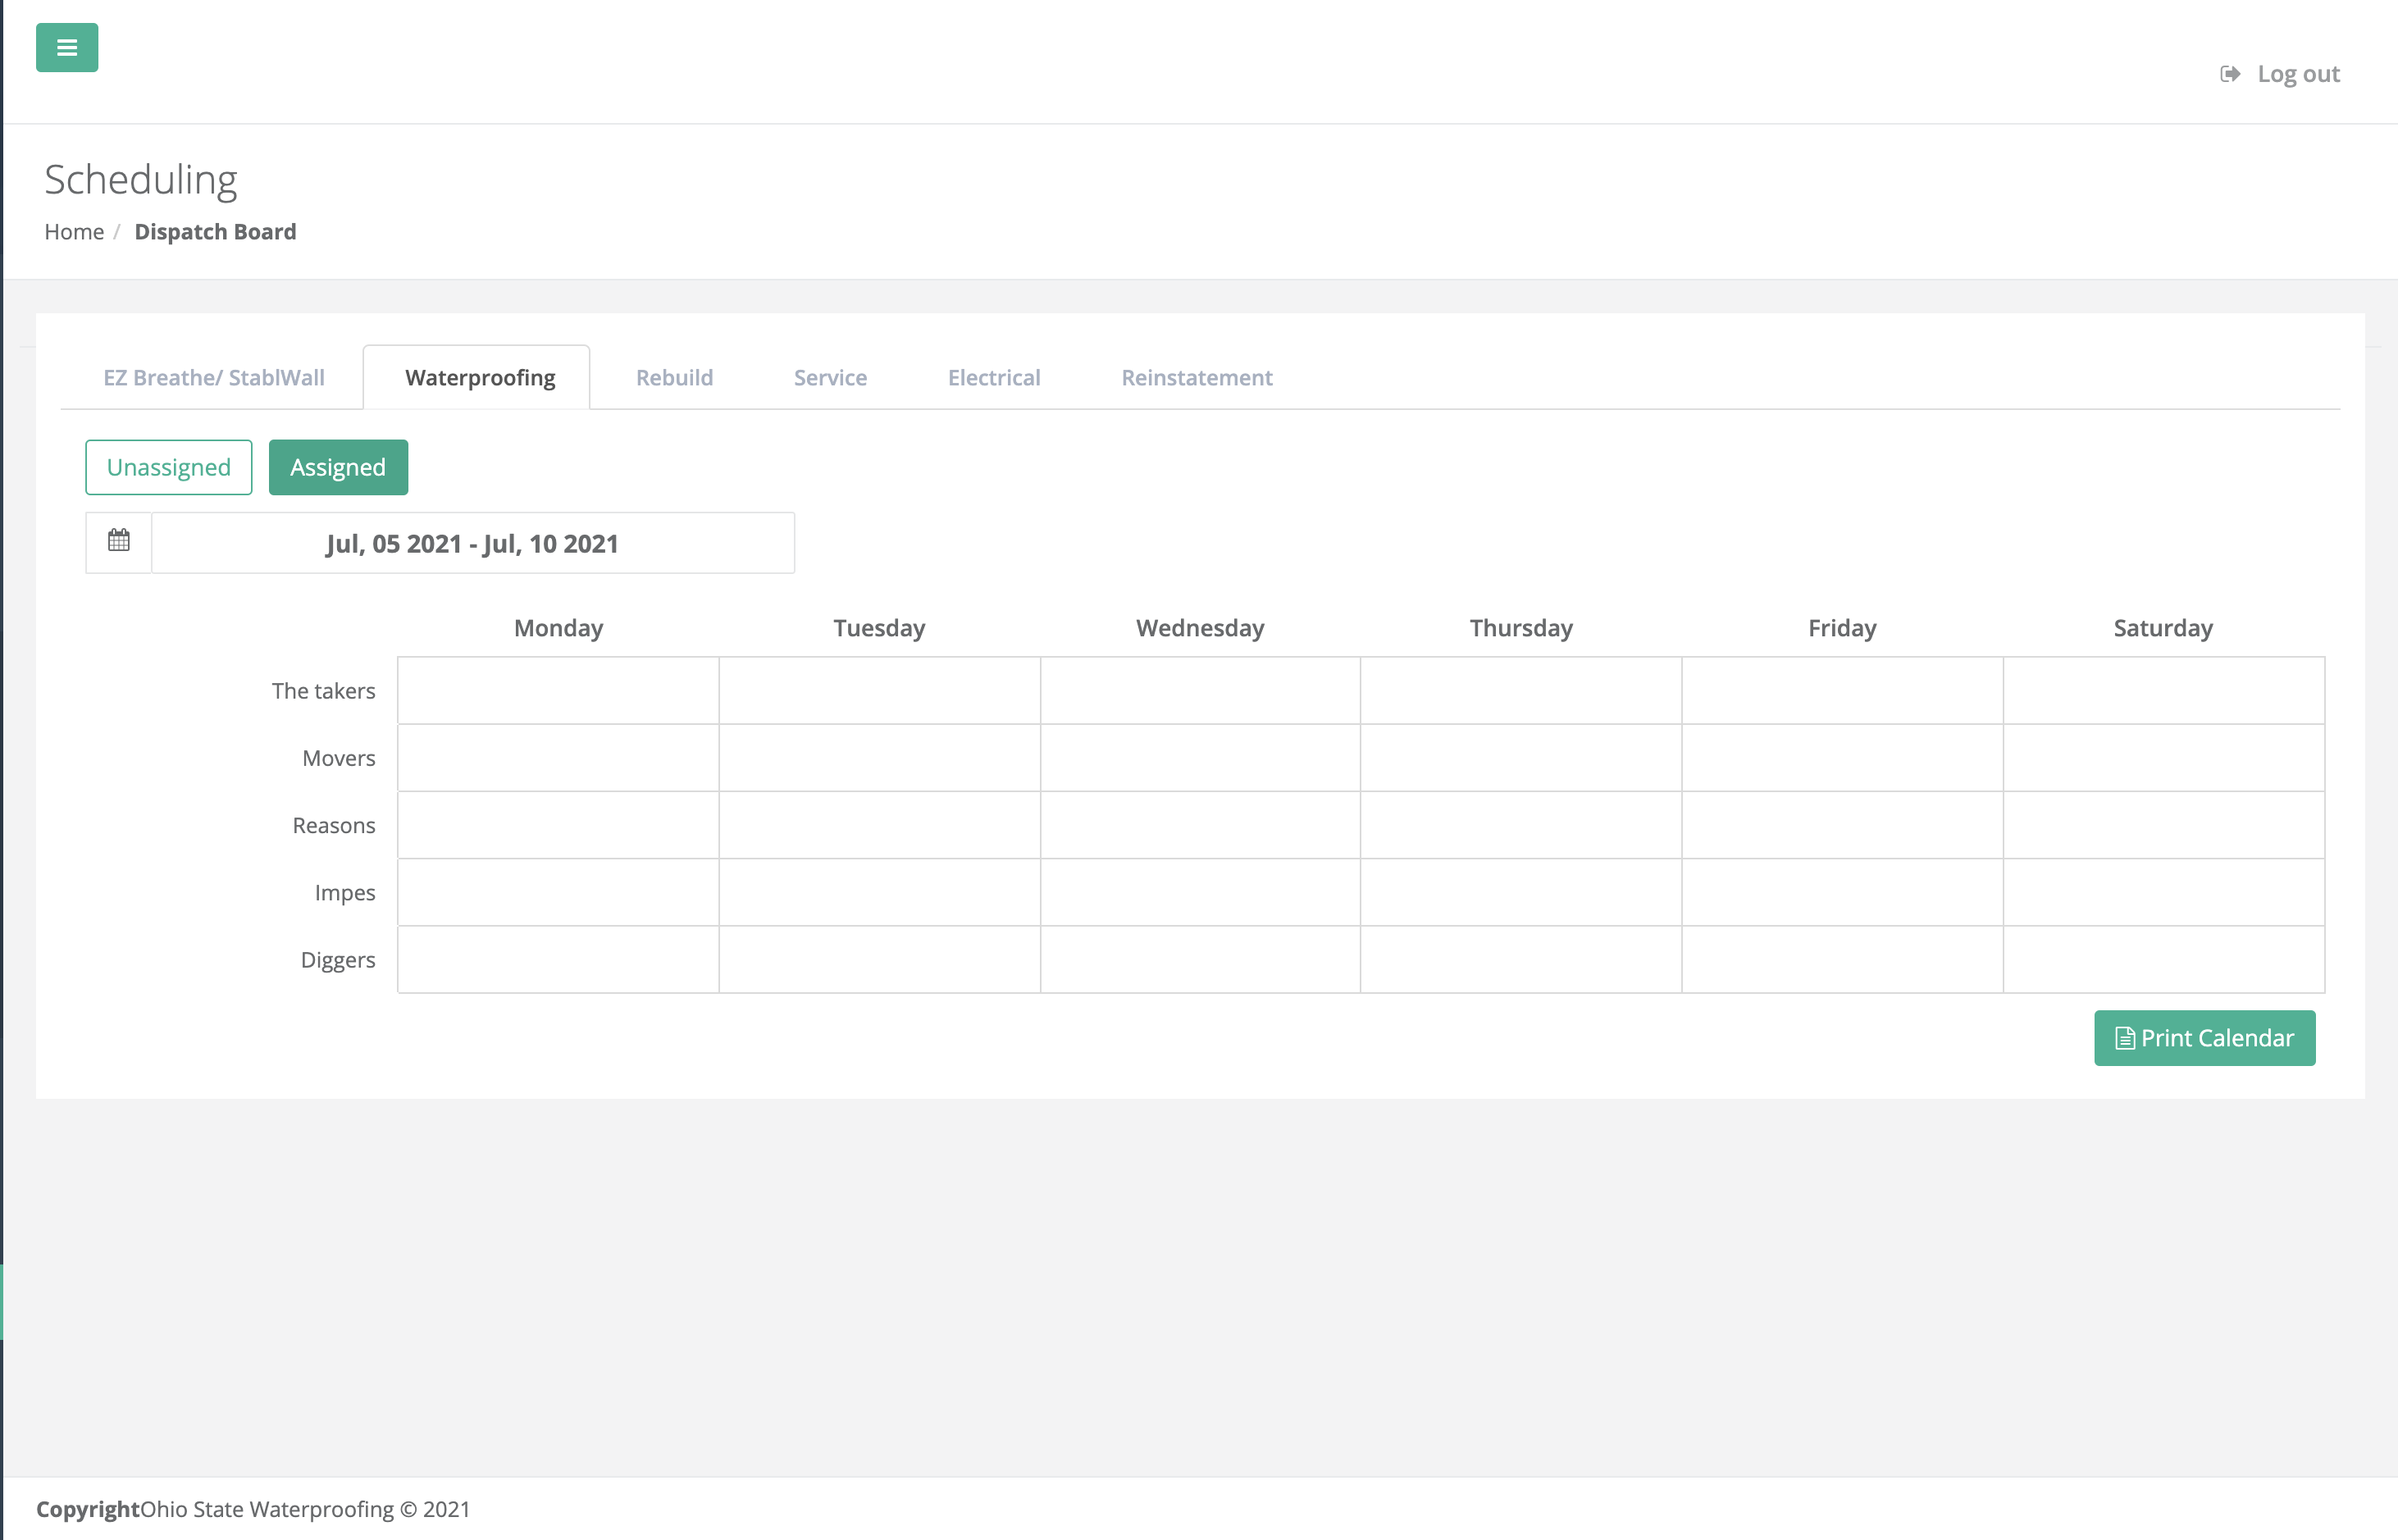 Log out
Scheduling
Home / Dispatch Board
EZ Breathe/ StablWall Waterproofing Rebuild Service Electrical Reinstatement
Unassigned Assigned
Jul, 05 2021 - Jul, 10 2021
Monday Tuesday Wednesday Thursday Friday Saturday
The takers
Movers
Reasons
Impes
Diggers
Print Calendar
CopyrightOhio State Waterproofing © 2021